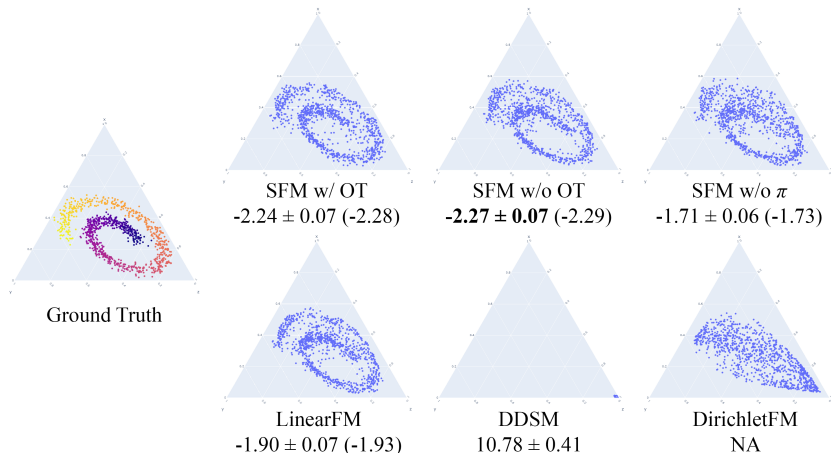 SFM w/ OT
-2.24 ± 0.07 (-2.28)
SFM w/o OT
-2.27 ± 0.07 (-2.29)
SFM w/o π
-1.71 ± 0.06 (-1.73)
Ground Truth
LinearFM
-1.90 ± 0.07 (-1.93)
DDSM
10.78 ± 0.41
DirichletFM
NA